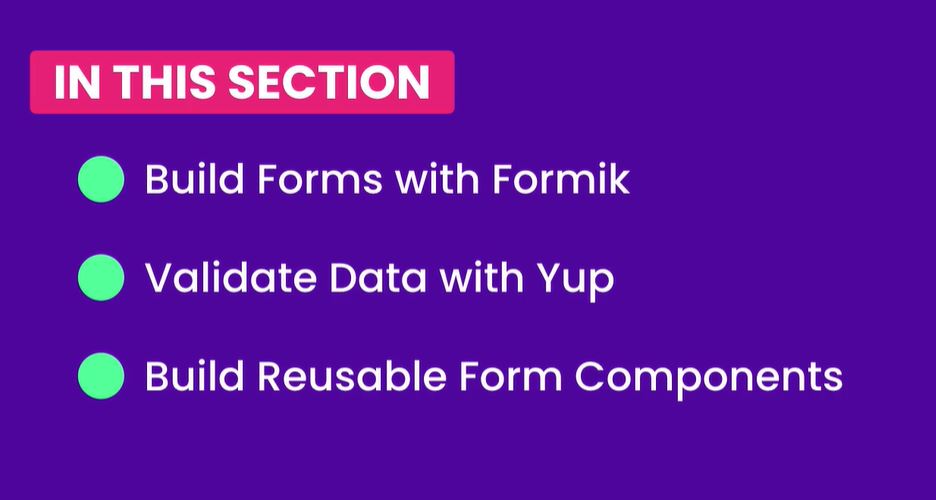 IN THIS SECTION
Build Forms with Formik
Validate Data with Yup
Build Reusable Form Components